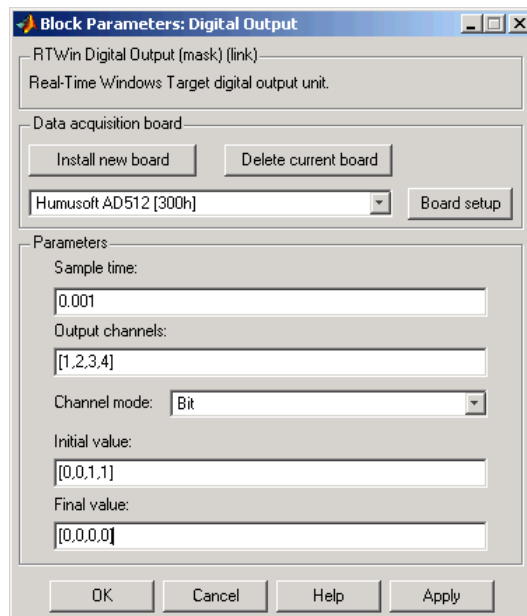 Block Parameters: Digital Output
RTWin Digital Output (mask) (link)
Real-Time Windows Target digital output unit.
Data acquisition board
Install new board Delete current board
Humusoft AD512 [300h] Board setup
Parameters
Sample time:
0.001
Output channels:
[1,2,3,4]
Channel mode: Bit
Initial value:
[0,0,1,1]
Final value:
[0,0,0,0]
OK Cancel Help Apply